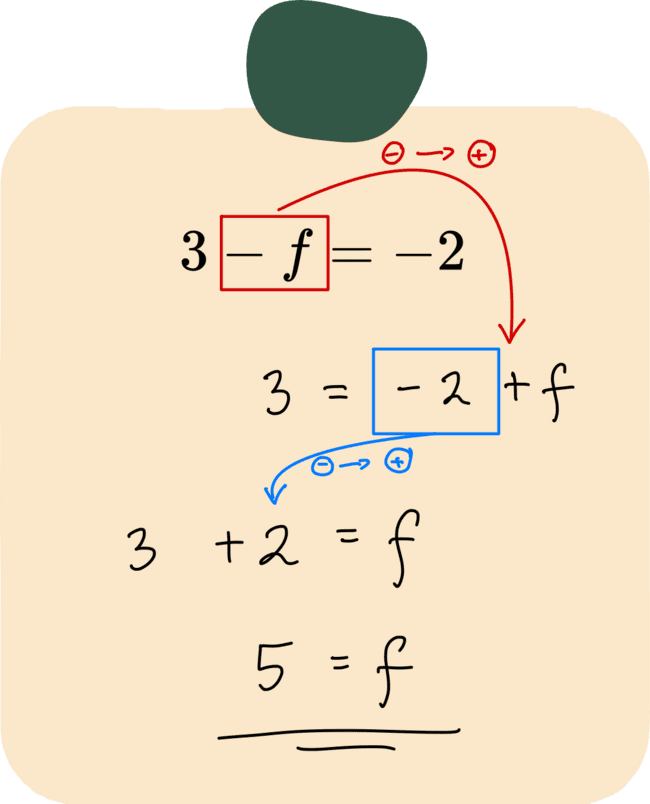 ⊖ → ⊕
3 − f = −2
3 = -2 + f
⊖ → ⊕
3 +2 = f
5 = f